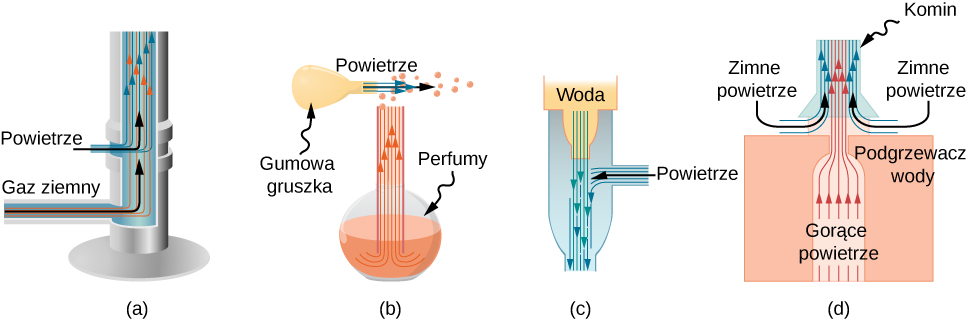 Powietrze
Gaz ziemny
(a)
Powietrze
Gumowa
gruszka
Perfumy
(b)
Woda
Powietrze
(c)
Komin
Zimne
powietrze
Zimne
powietrze
Podgrzewacz
wody
Gorące
powietrze
(d)